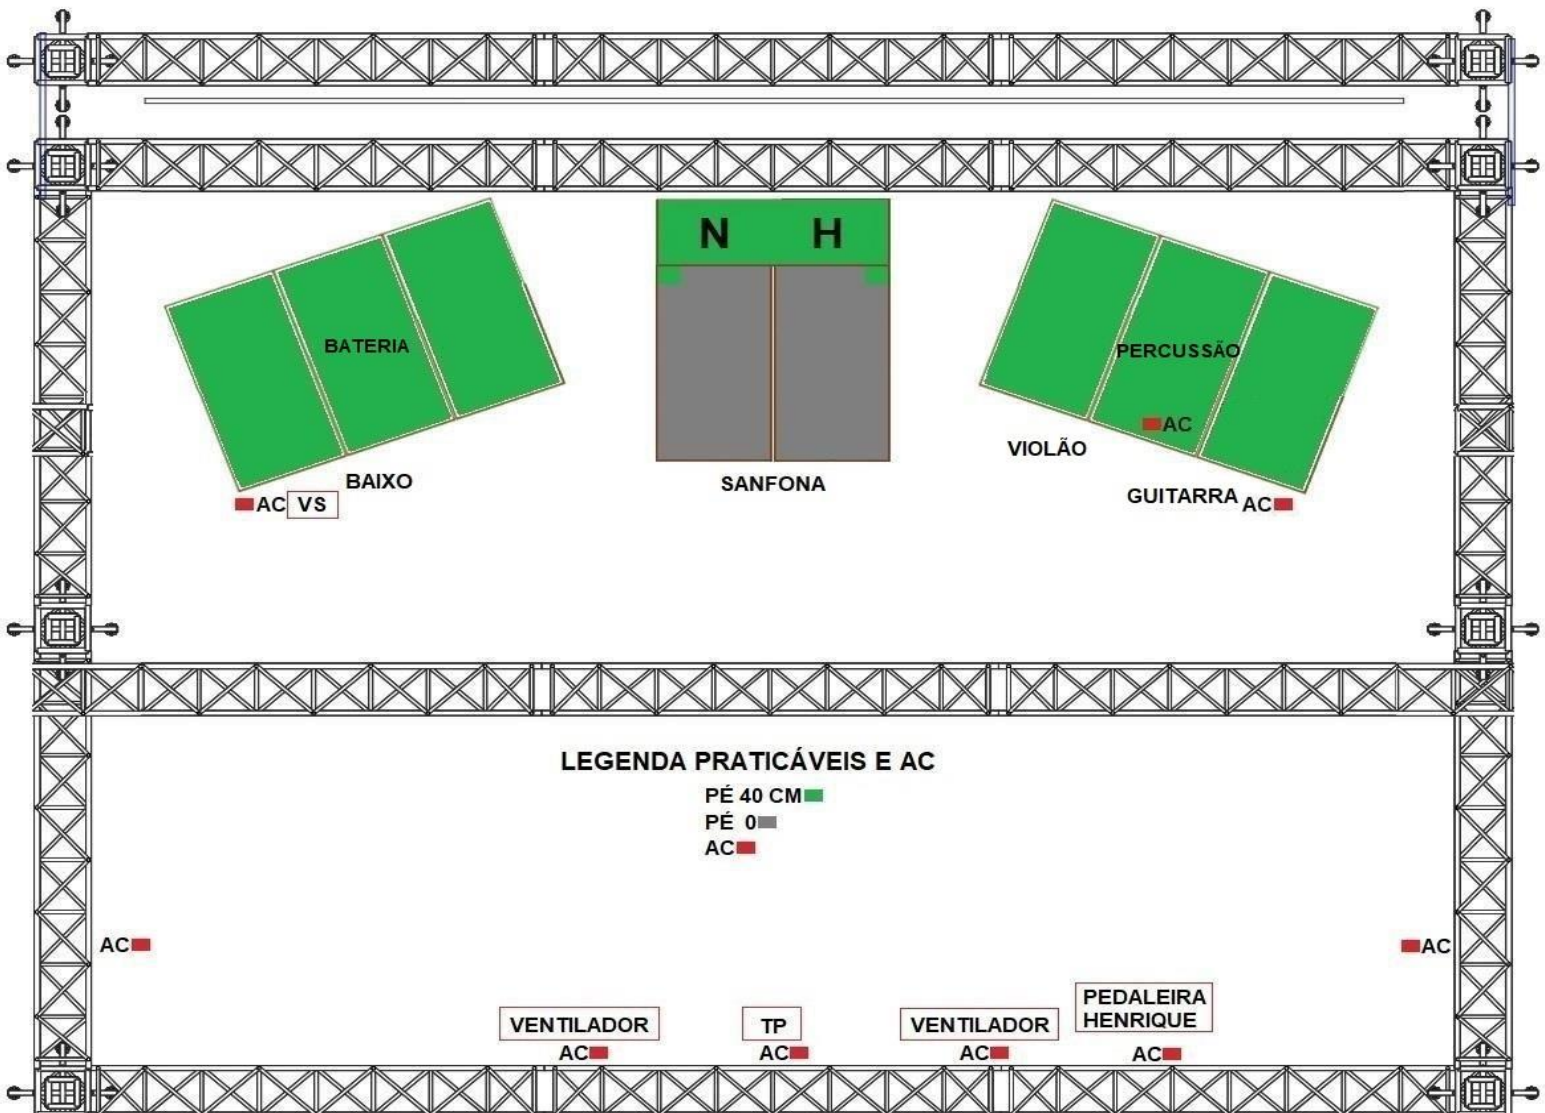 N H
BATERIA
PERCUSSÃO
AC
VIOLÃO
BAIXO
SANFONA
GUITARRA AC
AC VS
LEGENDA PRATICÁVEIS E AC
PÉ 40 CM
PÉ 0
AC
AC
AC
VENTILADOR
AC
TP
AC
VENTILADOR
AC
PEDALEIRA
HENRIQUE
AC